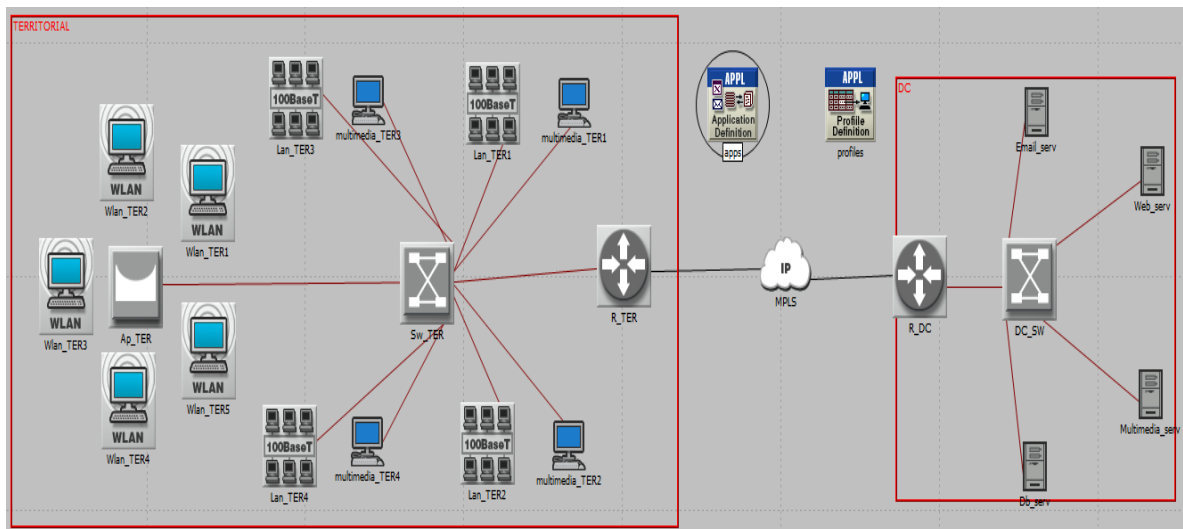 TERRITORIAL
100BaseT
Lan_TER3
multimedia_TER3
100BaseT
Lan_TER1
multimedia_TER1
APPL
Application
Definition
apps
APPL
Profile
Definition
profiles
DC
Email_serv
Web_serv
WLAN
Wlan_TER2
WLAN
Wlan_TER1
WLAN
Wlan_TER3
Ap_TER
Sw_TER
R_TER
IP
MPLS
R_DC
DC_SW
WLAN
Wlan_TER5
WLAN
Wlan_TER4
100BaseT
Lan_TER4
multimedia_TER4
100BaseT
Lan_TER2
multimedia_TER2
Multimedia_serv
Db_serv